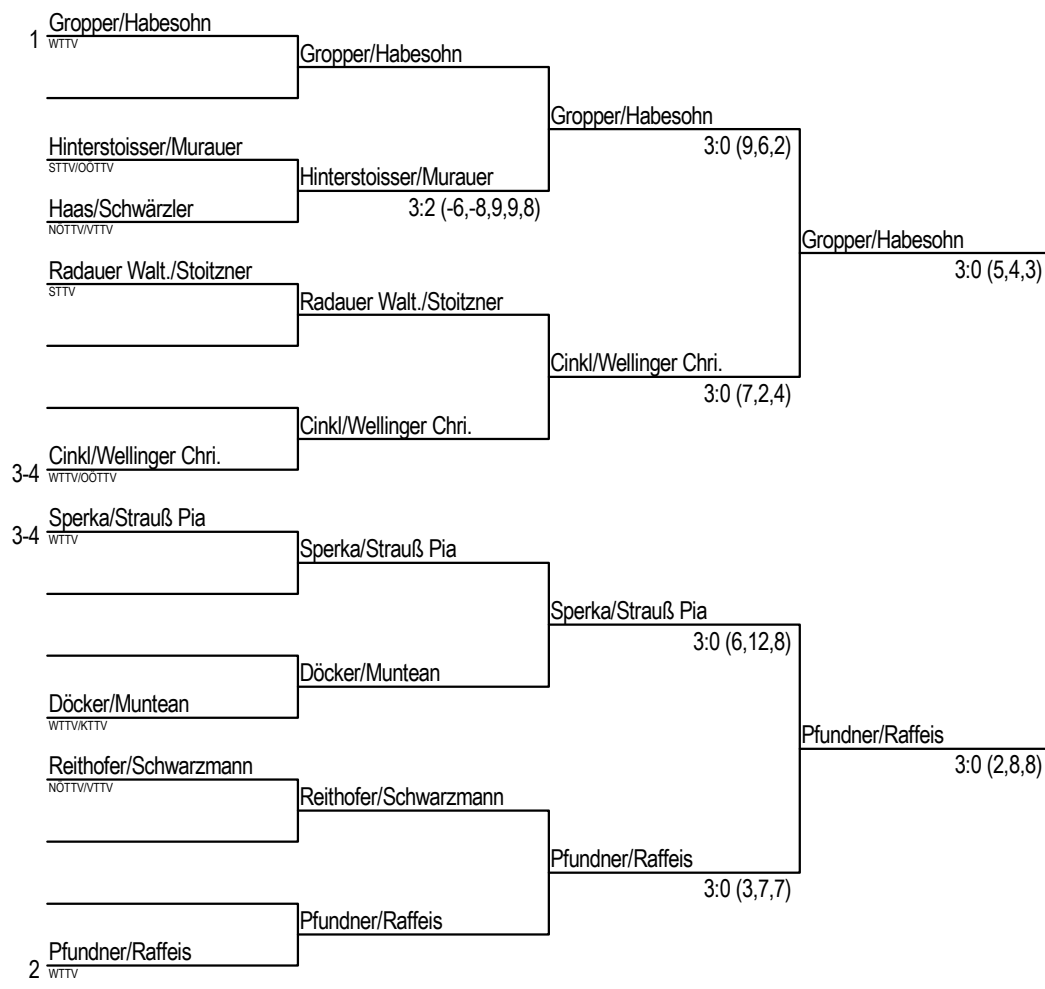 Gropper/Habesohn
1 WTTV
Gropper/Habesohn
Gropper/Habesohn
3:0 (9,6,2)
Hinterstoisser/Murauer
STTV/OÖTTV
Hinterstoisser/Murauer
3:2 (-6,-8,9,9,8)
Haas/Schwärzler
NÖTTV/VTTV
Gropper/Habesohn
3:0 (5,4,3)
Radauer Walt./Stoitzner
STTV
Radauer Walt./Stoitzner
Cinkl/Wellinger Chri.
3:0 (7,2,4)
Cinkl/Wellinger Chri.
Cinkl/Wellinger Chri.
3-4 WTTV/OÖTTV
Sperka/Strauß Pia
3-4 WTTV
Sperka/Strauß Pia
Sperka/Strauß Pia
3:0 (6,12,8)
Döcker/Muntean
Döcker/Muntean
WTTV/KTTV
Pfundner/Raffeis
3:0 (2,8,8)
Reithofer/Schwarzmann
NÖTTV/VTTV
Reithofer/Schwarzmann
Pfundner/Raffeis
3:0 (3,7,7)
Pfundner/Raffeis
Pfundner/Raffeis
2 WTTV